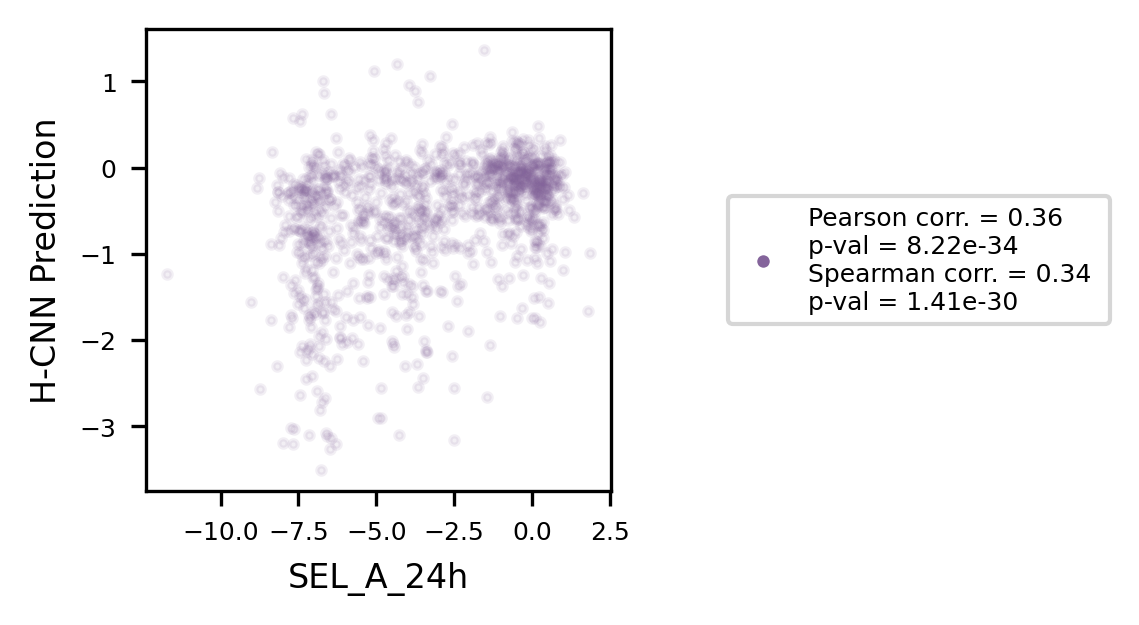 H-CNN Prediction
1
0
−1
−2
−3
−10.0 −7.5 −5.0 −2.5 0.0 2.5
SEL_A_24h
Pearson corr. = 0.36
p-val = 8.22e-34
Spearman corr. = 0.34
p-val = 1.41e-30